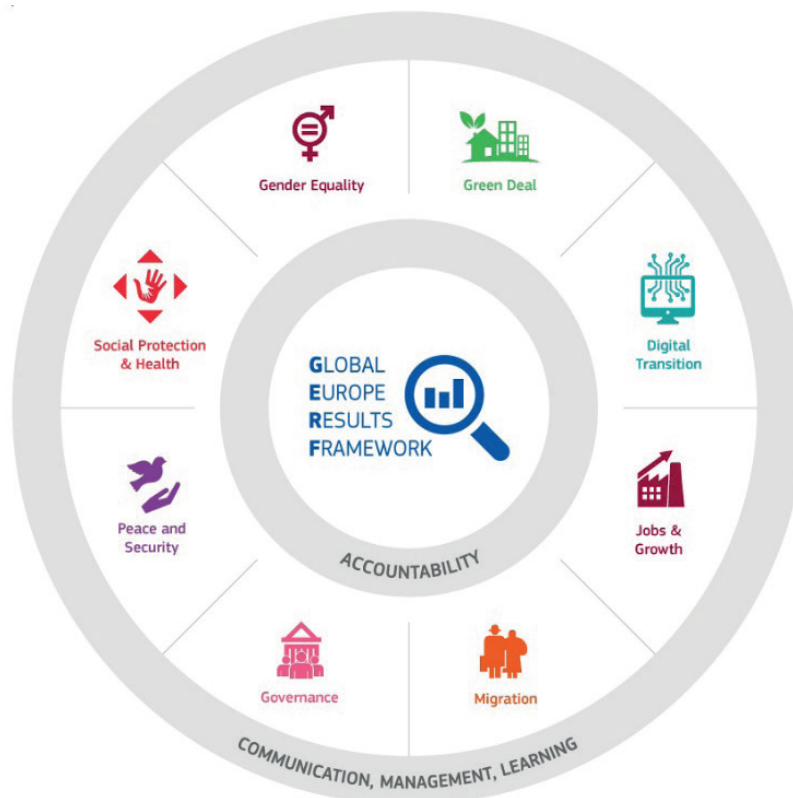 Gender Equality
Green Deal
Social Protection
& Health
Digital
Transition
GLOBAL
EUROPE
RESULTS
FRAMEWORK
Peace and
Security
Jobs &
Growth
ACCOUNTABILITY
Governance
Migration
COMMUNICATION, MANAGEMENT, LEARNING